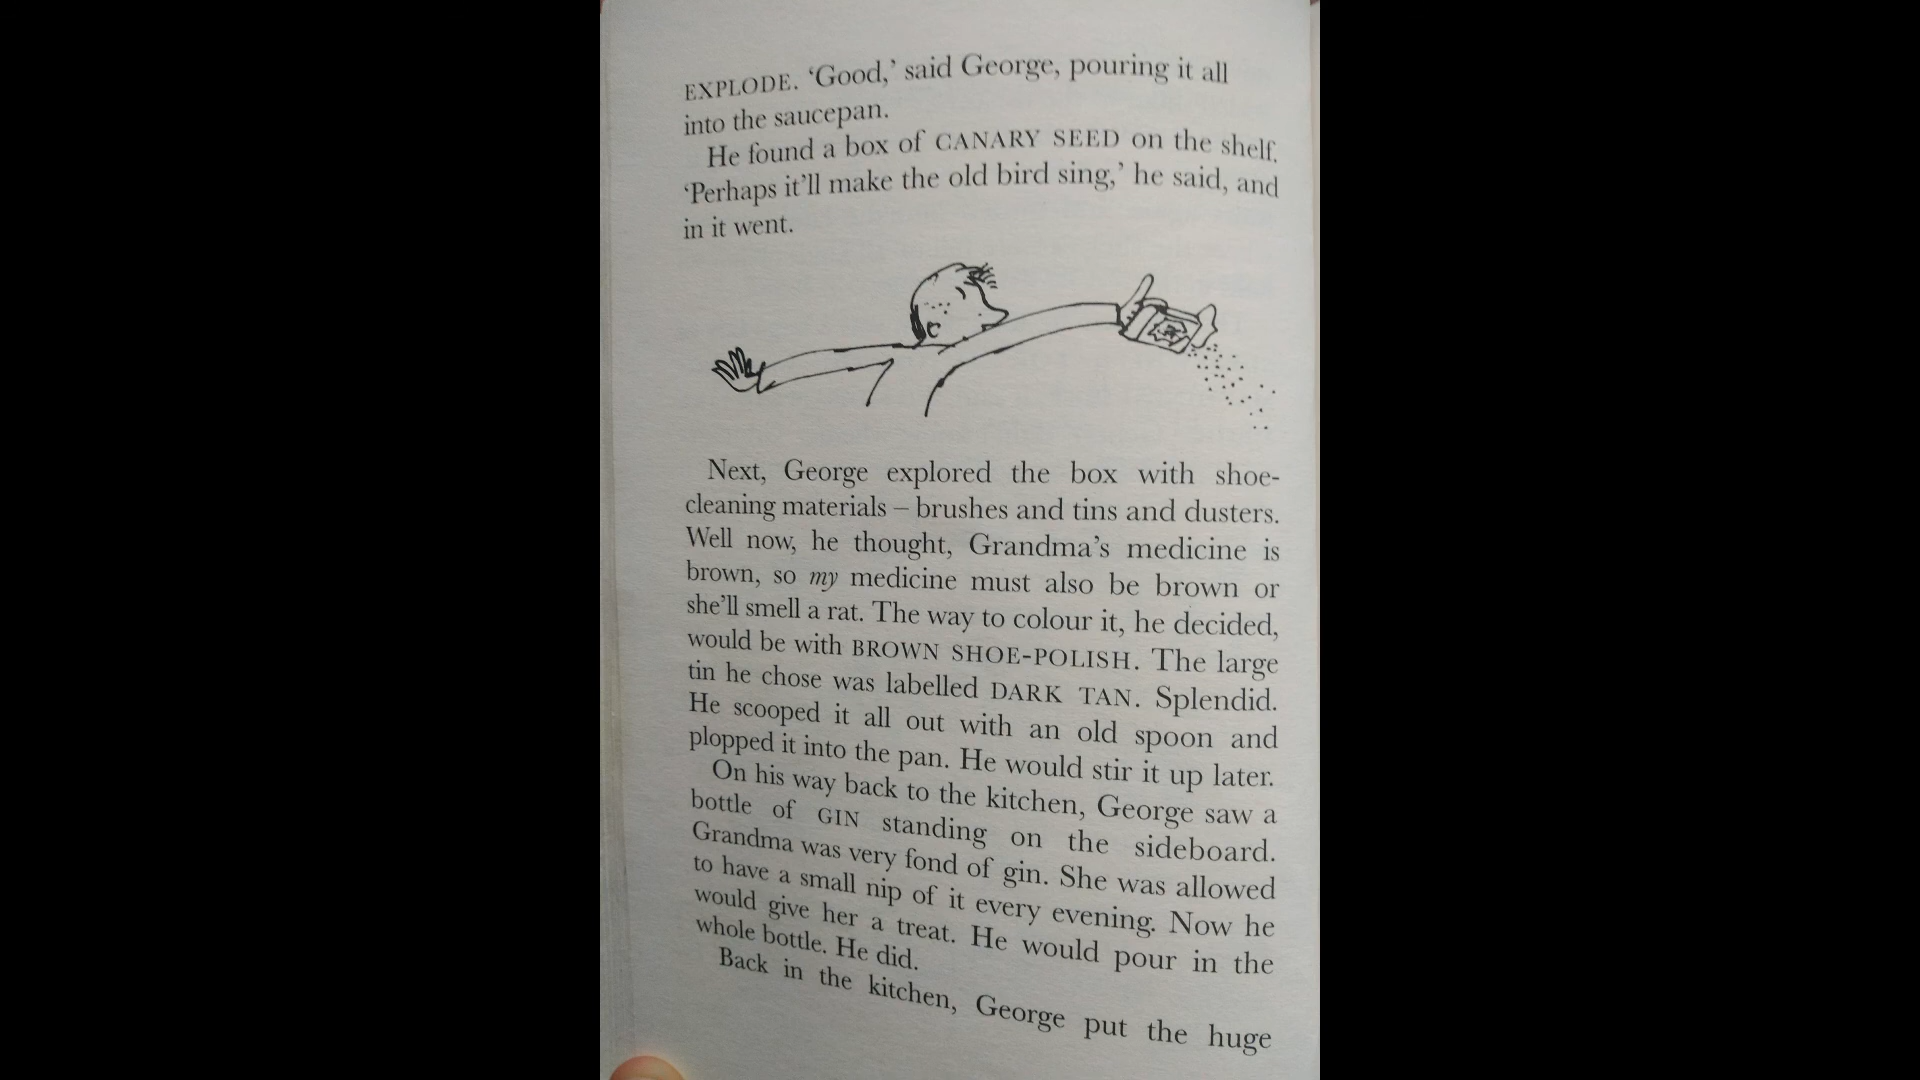 EXPLODE. ‘Good,’ said George, pouring it all
into the saucepan.
He found a box of CANARY SEED on the shelf.
‘Perhaps it’ll make the old bird sing,’ he said, and
in it went.
Next, George explored the box with shoe-
cleaning materials – brushes and tins and dusters.
Well now, he thought, Grandma’s medicine is
brown, so my medicine must also be brown or
she’ll smell a rat. The way to colour it, he decided,
would be with BROWN SHOE-POLISH. The large
tin he chose was labelled DARK TAN. Splendid.
He scooped it all out with an old spoon and
plopped it into the pan. He would stir it up later.
On his way back to the kitchen, George saw a
bottle of GIN standing on the sideboard.
Grandma was very fond of gin. She was allowed
to have a small nip of it every evening. Now he
would give her a treat. He would pour in the
whole bottle. He did.
Back in the kitchen, George put the huge